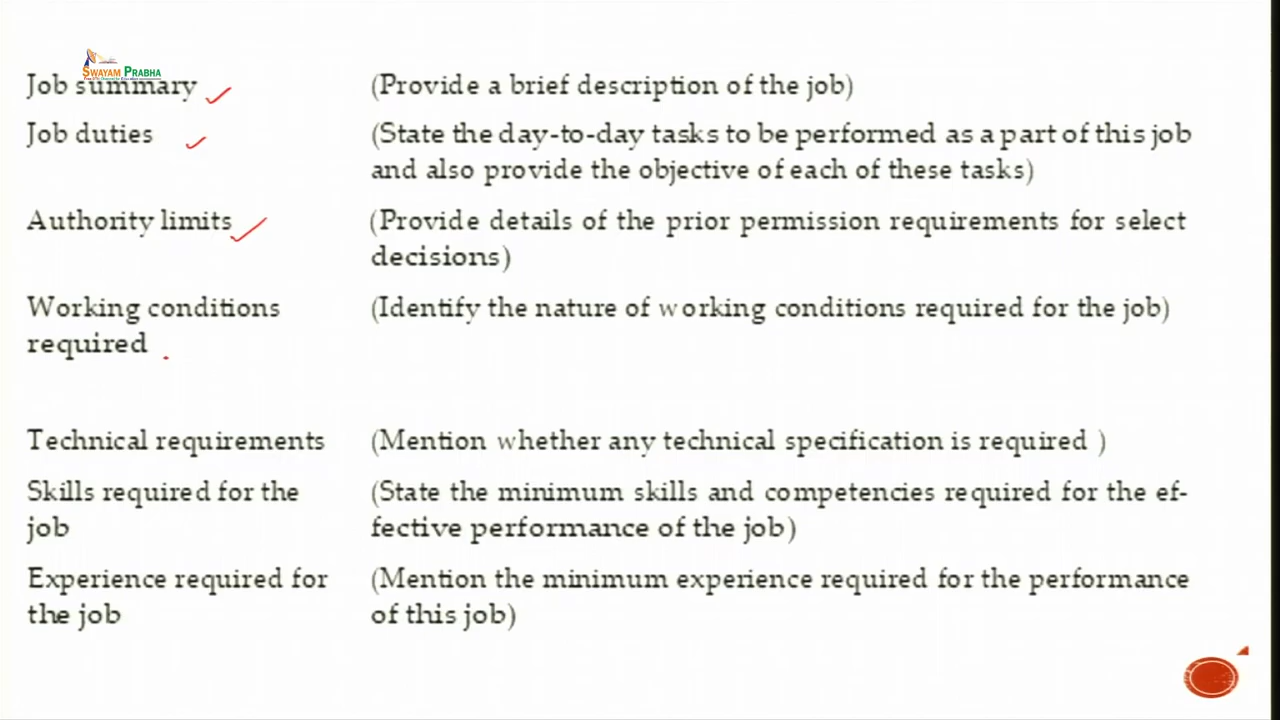 SWAYAM PRABHA
Job summary (Provide a brief description of the job)
Job duties (State the day-to-day tasks to be performed as a part of this job
and also provide the objective of each of these tasks)
Authority limits (Provide details of the prior permission requirements for select
decisions)
Working conditions (Identify the nature of working conditions required for the job)
required
Technical requirements (Mention whether any technical specification is required )
Skills required for the (State the minimum skills and competencies required for the ef-
job fective performance of the job)
Experience required for (Mention the minimum experience required for the performance
the job of this job)